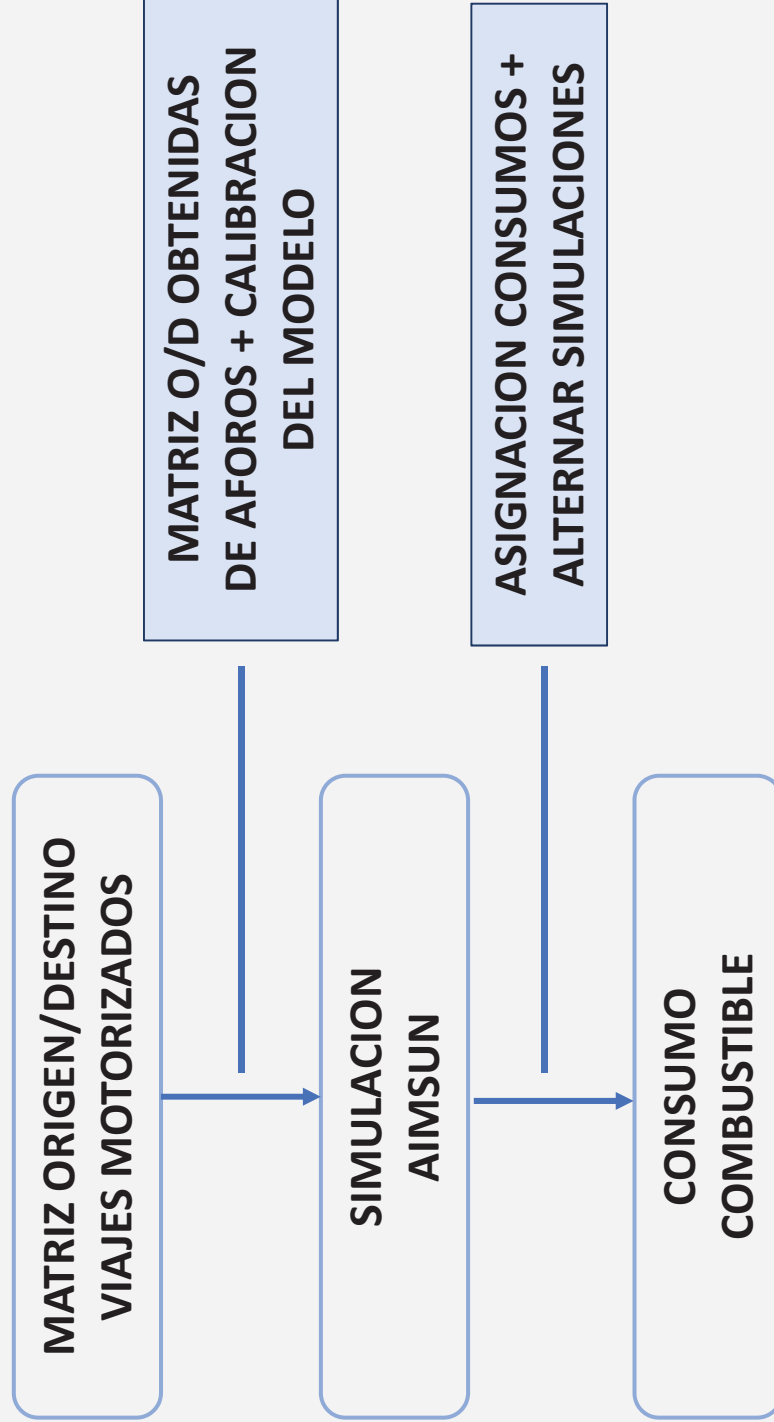 MATRIZ ORIGEN/DESTINO
VIAJES MOTORIZADOS
MATRIZ O/D OBTENIDAS
DE AFOROS + CALIBRACION
DEL MODELO
SIMULACION
AIMSUN
ASIGNACION CONSUMOS +
ALTERNAR SIMULACIONES
CONSUMO
COMBUSTIBLE